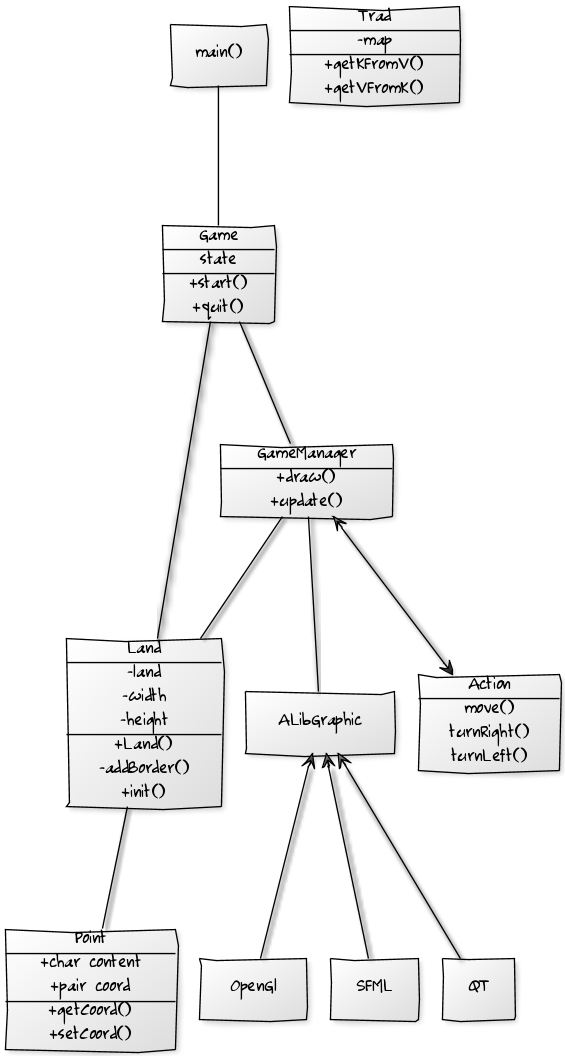 main()
Trad
-map
+getKFromV()
+getVFromK()
Game
state
+start()
+quit()
GameManager
+draw()
+update()
Land
-land
-width
-height
+Land()
-addBorder()
+init()
ALibGraphic
Action
move()
turnRight()
turnLeft()
Point
+char content
+pair coord
+getCoord()
+setCoord()
OpenGl
SFML
QT